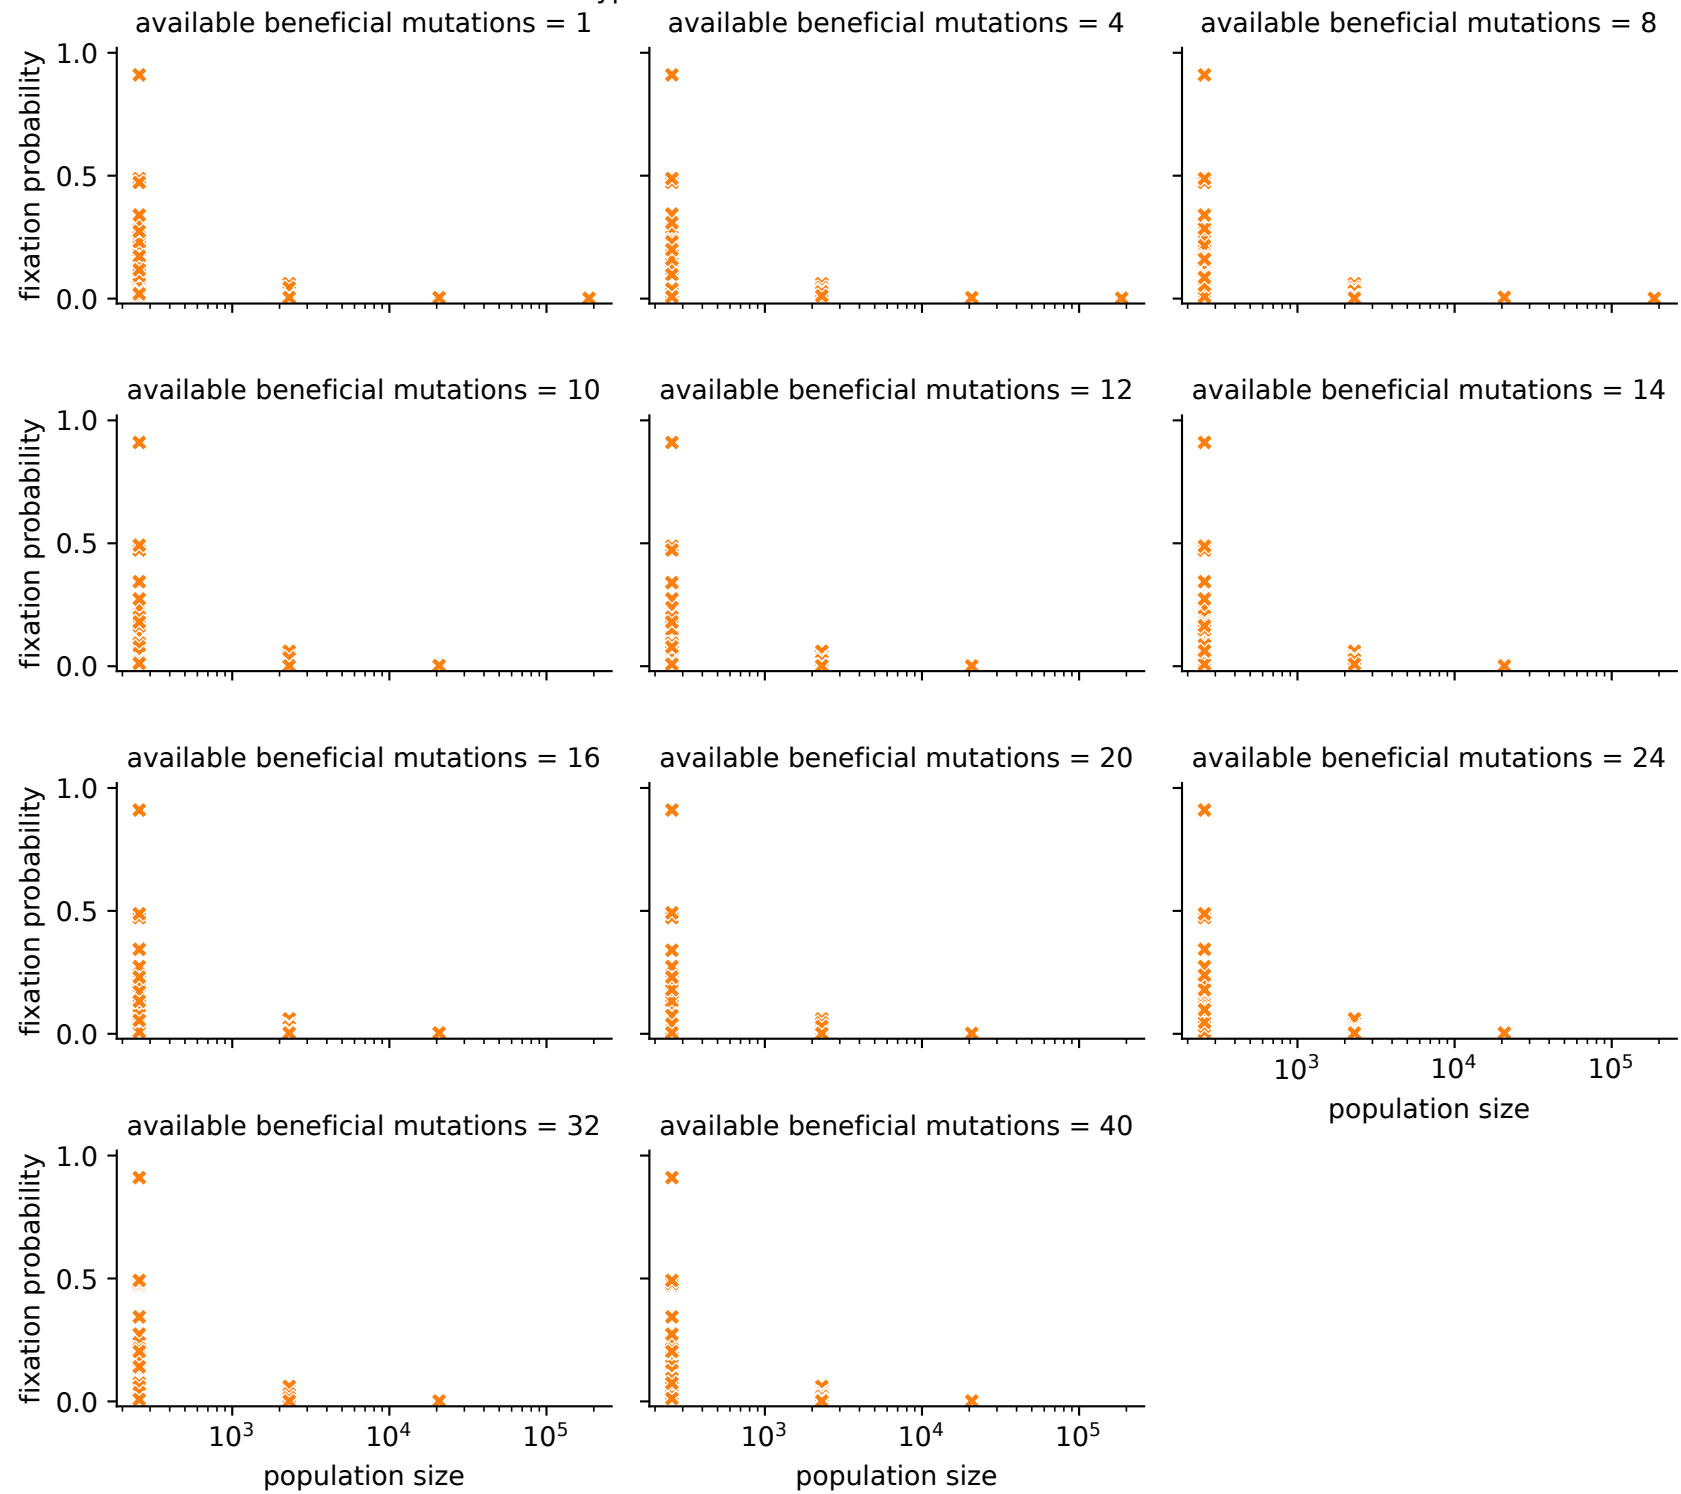 available beneficial mutations = 1
available beneficial mutations = 4
available beneficial mutations = 8
fixation probability
1.0
0.5
0.0
available beneficial mutations = 10
available beneficial mutations = 12
available beneficial mutations = 14
fixation probability
1.0
0.5
0.0
available beneficial mutations = 16
available beneficial mutations = 20
available beneficial mutations = 24
fixation probability
1.0
0.5
0.0
10³ 10⁴ 10⁵
population size
available beneficial mutations = 32
available beneficial mutations = 40
fixation probability
1.0
0.5
0.0
10³ 10⁴ 10⁵
population size
10³ 10⁴ 10⁵
population size